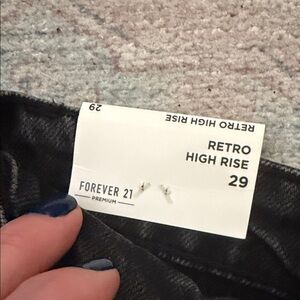 29
RETRO HIGH RISE
RETRO
HIGH RISE
29
FOREVER 21
PREMIUM